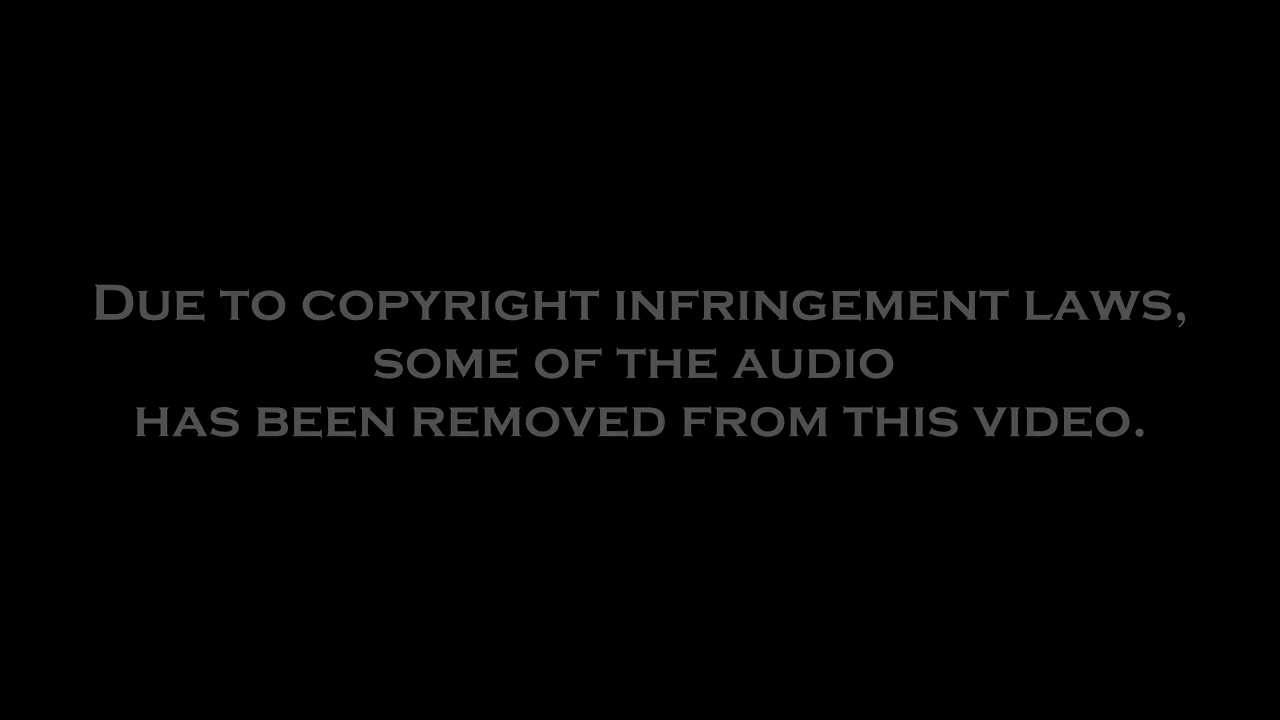 Due to copyright infringement laws,
some of the audio
has been removed from this video.